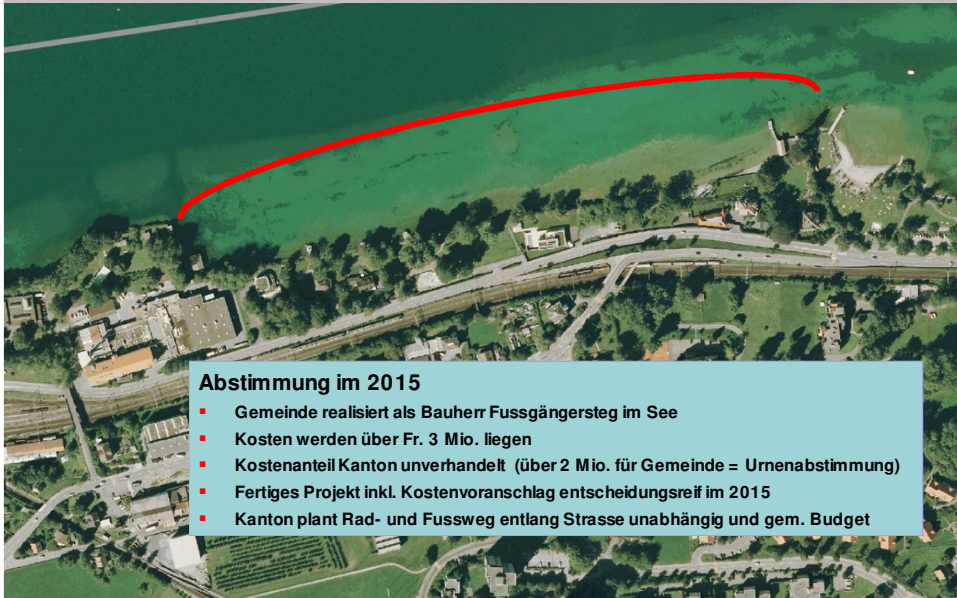 Abstimmung im 2015
▪ Gemeinde realisiert als Bauherr Fussgängersteg im See
▪ Kosten werden über Fr. 3 Mio. liegen
▪ Kostenanteil Kanton unverhandelt (über 2 Mio. für Gemeinde = Urnenabstimmung)
▪ Fertiges Projekt inkl. Kostenvoranschlag entscheidungsreif im 2015
▪ Kanton plant Rad- und Fussweg entlang Strasse unabhängig und gem. Budget